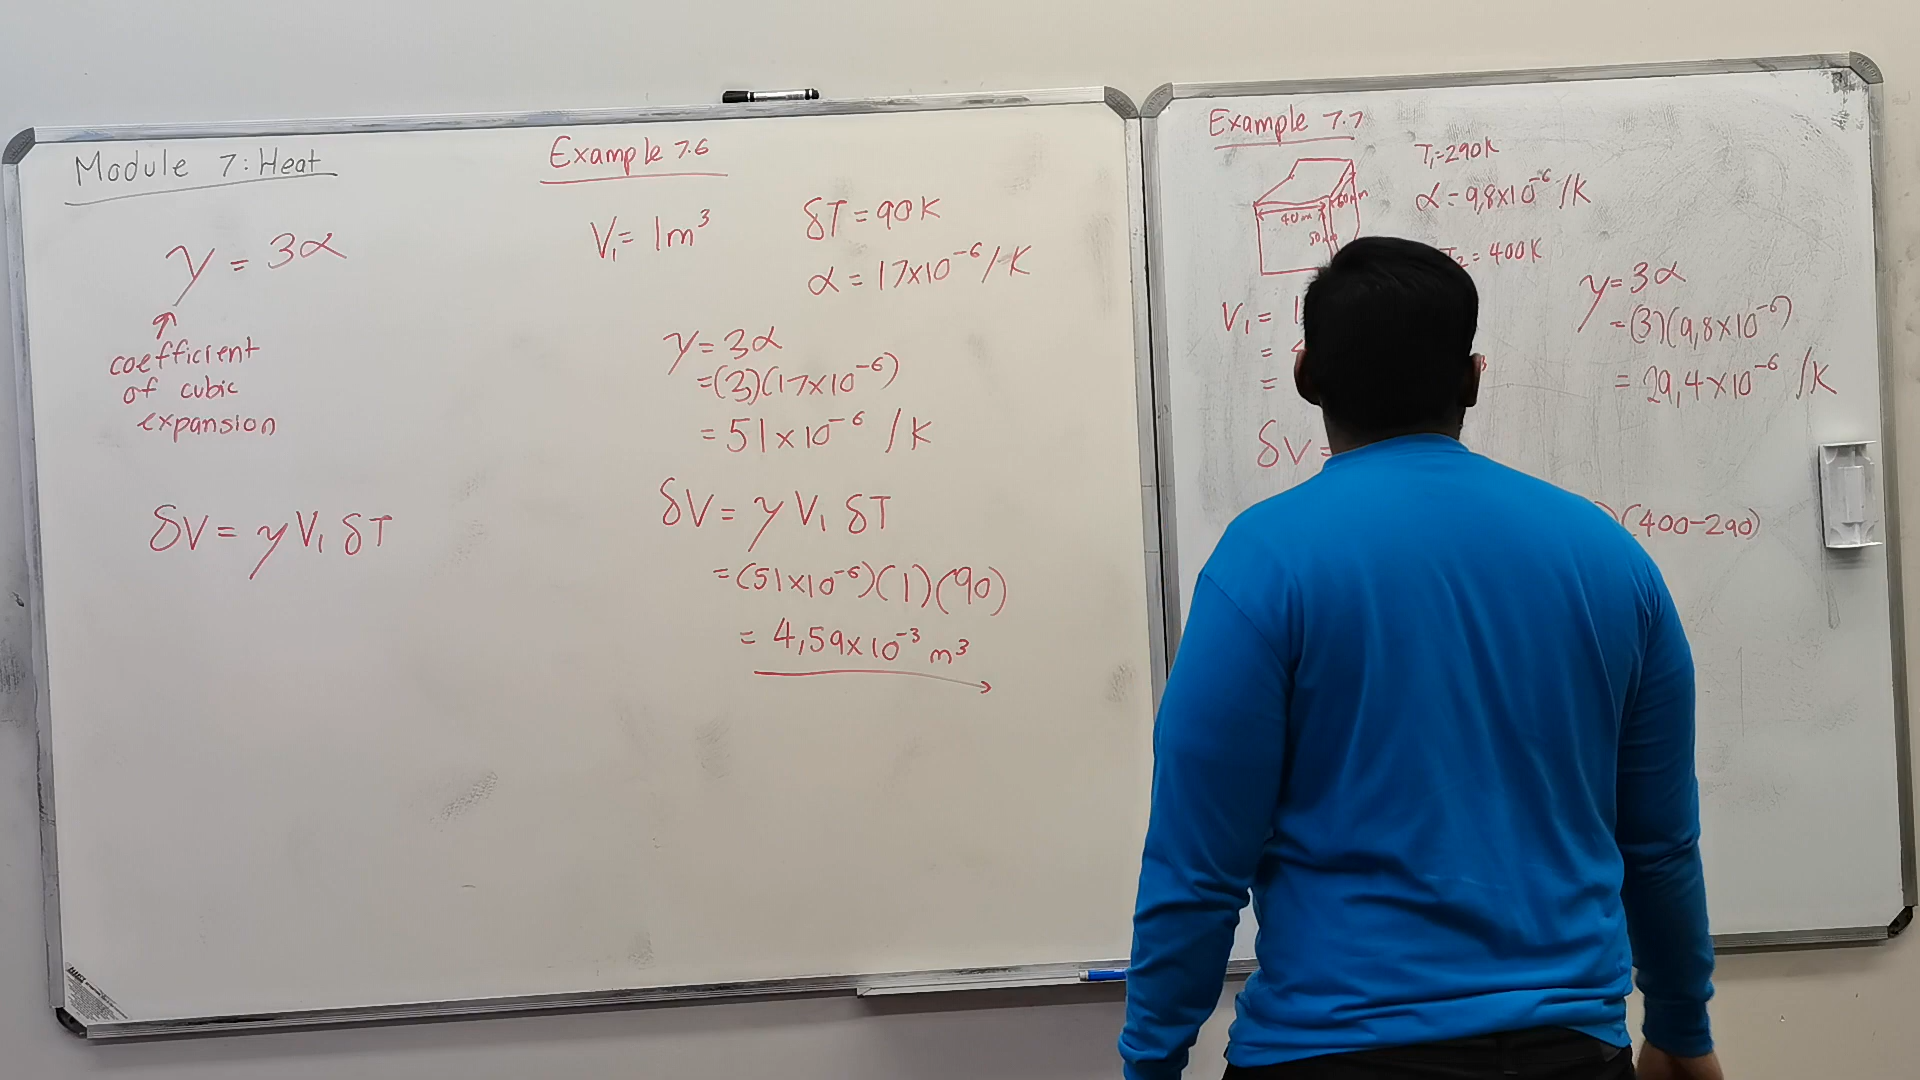 Module 7: Heat
γ = 3α
coefficient
of cubic
expansion
δV = γ V₁ δT
Example 7.6
V₁ = 1m³
δT = 90K
α = 17×10⁻⁶ / K
γ = 3α
=(3)(17×10⁻⁶)
= 51×10⁻⁶ / K
δV = γ V₁ δT
= (51×10⁻⁶)(1)(90)
= 4,59×10⁻³ m³
Example 7.7
T₁=290K
α = 9,8×10⁻⁶ /K
= 400K
V₁ =
=
=
γ = 3α
= (3)(9,8×10⁻⁶)
= 29,4×10⁻⁶ /K
δV =
(400-290)